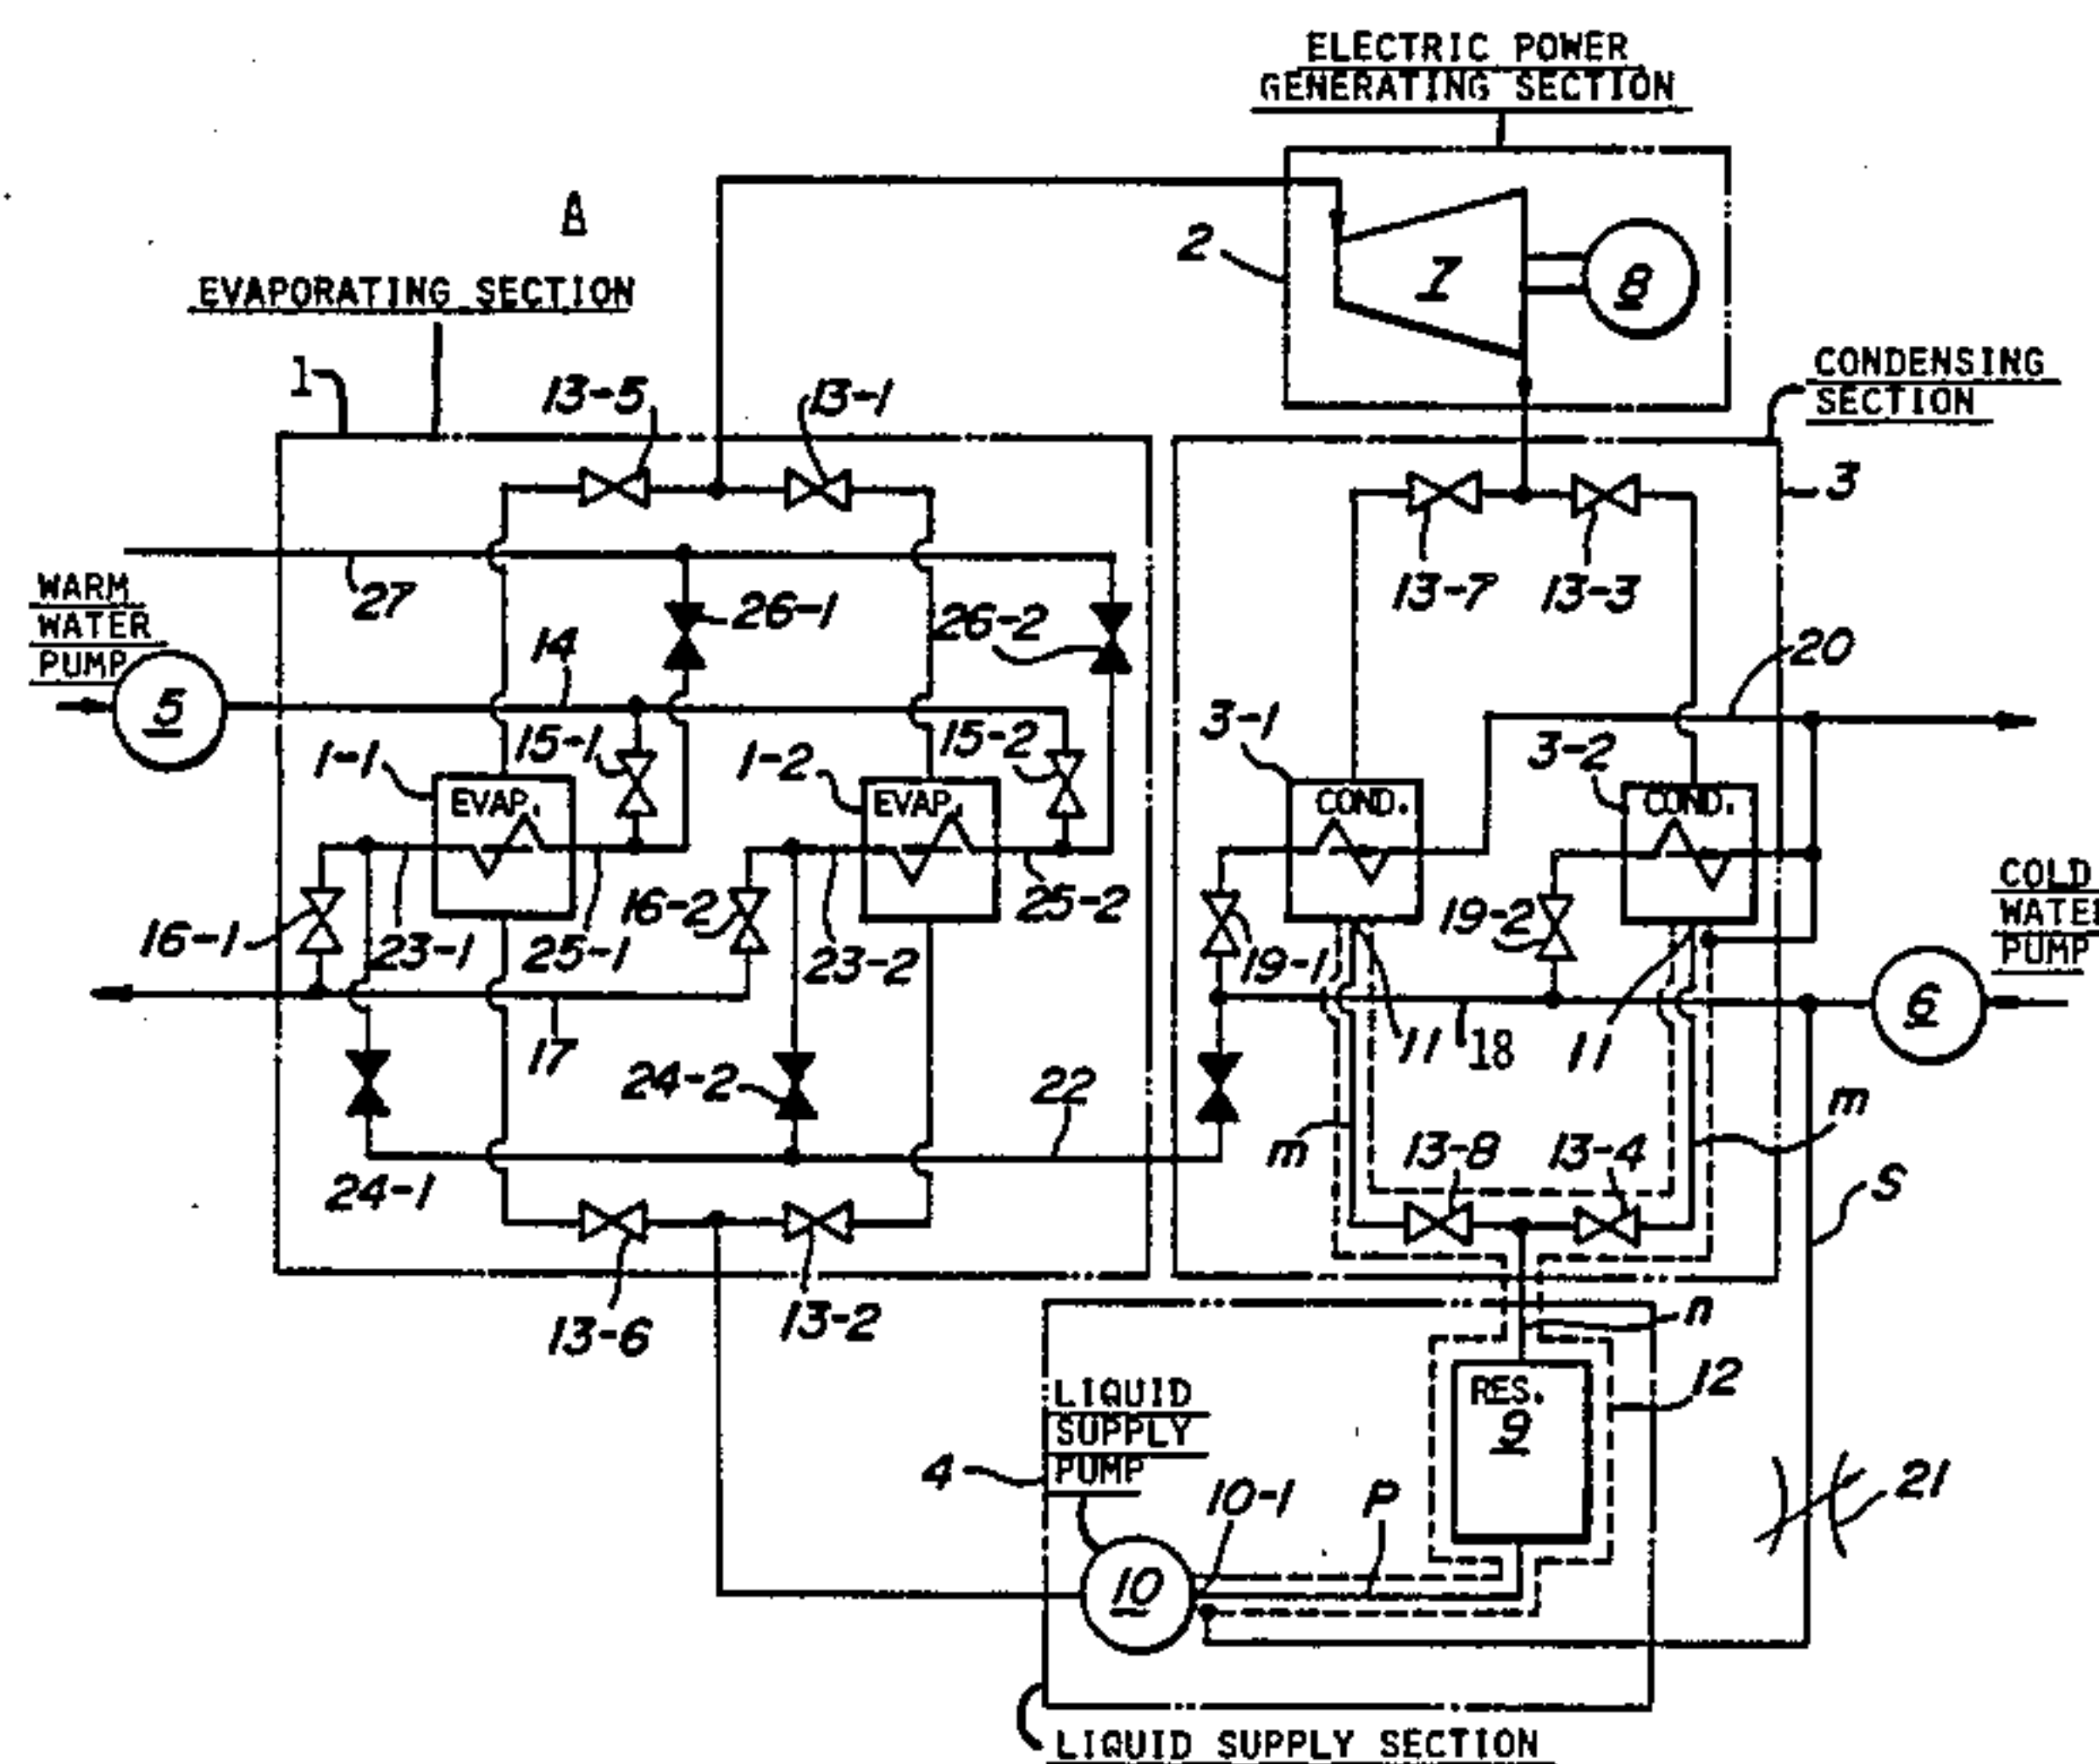 ELECTRIC POWER
GENERATING SECTION
A
2
7
8
EVAPORATING SECTION
1
13-5
13-1
CONDENSING
SECTION
3
WARM
WATER
PUMP
27
26-1
26-2
13-7
13-3
14
20
5
15-1
15-2
3-1
3-2
1-1
EVAP.
1-2
EVAP.
COND.
COND.
16-1
23-1
25-1
16-2
23-2
25-2
19-1
19-2
COLD
WATER
PUMP
6
17
11
18
11
24-2
22
m
m
24-1
13-8
13-4
S
13-6
13-2
n
12
LIQUID
SUPPLY
PUMP
RES.
9
4
10-1
P
21
10
LIQUID SUPPLY SECTION